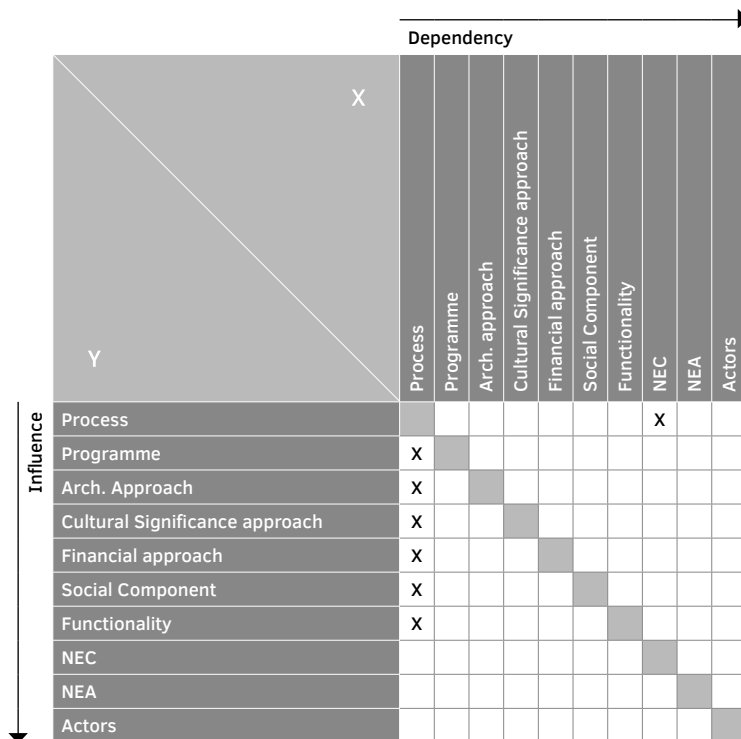 Dependency
X
Y
Process
Programme
Arch. approach
Cultural Significance approach
Financial approach
Social Component
Functionality
NEC
NEA
Actors
Influence
Process X
Programme X
Arch. Approach X
Cultural Significance approach X
Financial approach X
Social Component X
Functionality X
NEC
NEA
Actors